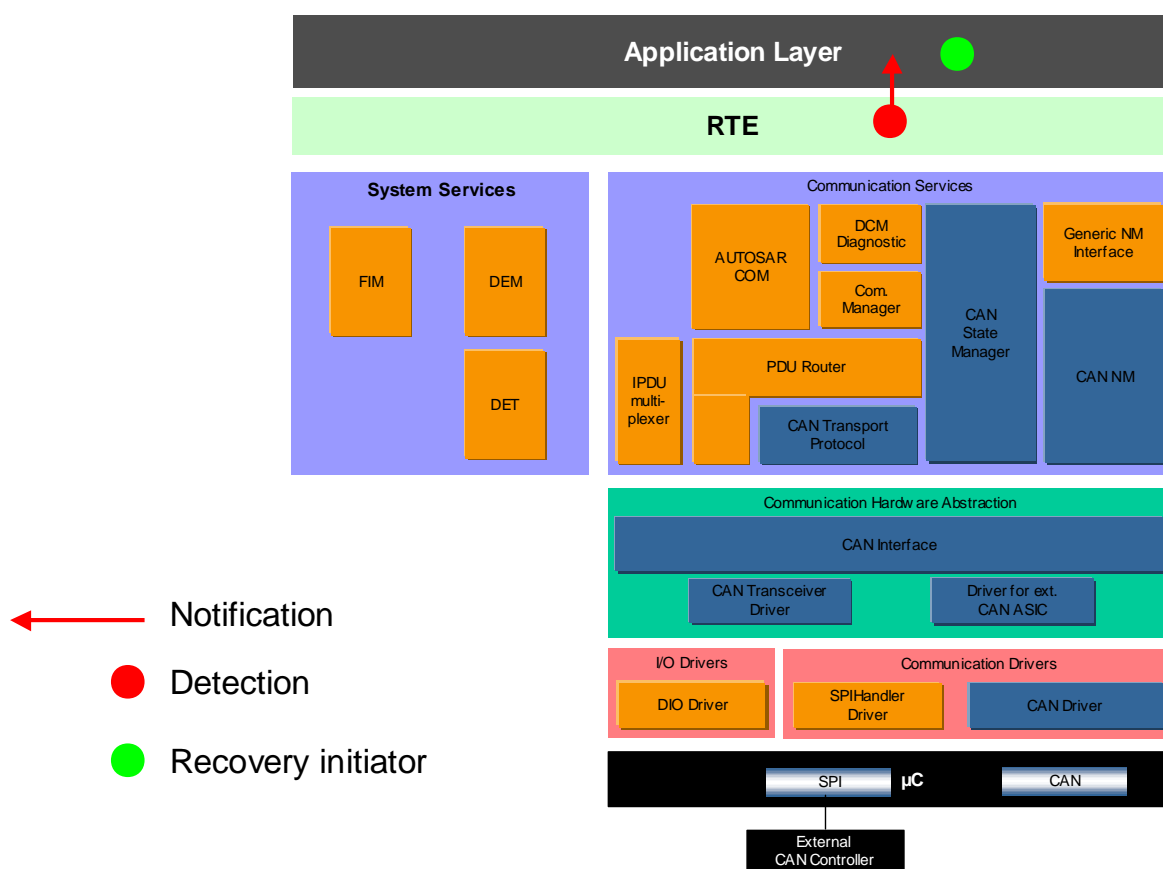 Application Layer
RTE
System Services
FIM
DEM
DET
Communication Services
AUTOSAR
COM
DCM
Diagnostic
Com.
Manager
CAN
State
Manager
Generic NM
Interface
CAN NM
IPDU
multi-
plexer
PDU Router
CAN Transport
Protocol
Communication Hardware Abstraction
CAN Interface
CAN Transceiver
Driver
Driver for ext.
CAN ASIC
I/O Drivers
DIO Driver
Communication Drivers
SPIHandler
Driver
CAN Driver
SPI
µC
CAN
External
CAN Controller
Notification
Detection
Recovery initiator